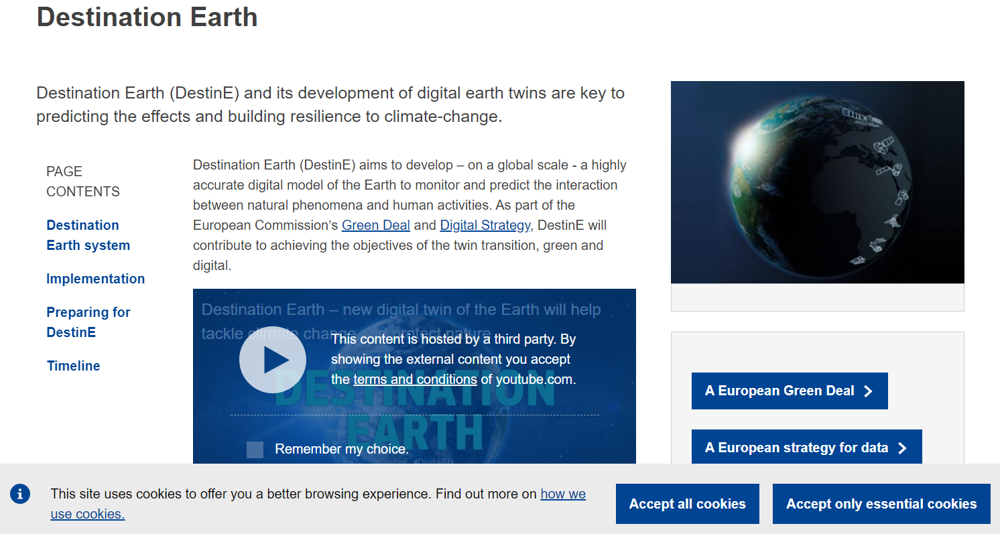 Destination Earth
Destination Earth (DestinE) and its development of digital earth twins are key to
predicting the effects and building resilience to climate-change.
PAGE
CONTENTS
Destination
Earth system
Implementation
Preparing for
DestinE
Timeline
Destination Earth (DestinE) aims to develop – on a global scale - a highly
accurate digital model of the Earth to monitor and predict the interaction
between natural phenomena and human activities. As part of the
European Commission’s Green Deal and Digital Strategy, DestinE will
contribute to achieving the objectives of the twin transition, green and
digital.
Destination Earth – new digital twin of the Earth will help
tackle climate change and protect nature
This content is hosted by a third party. By
showing the external content you accept
the terms and conditions of youtube.com.
DESTINATION
EARTH
Remember my choice.
#DestinE #DigitalEU
A European Green Deal
A European strategy for data
This site uses cookies to offer you a better browsing experience. Find out more on how we
use cookies.
Accept all cookies
Accept only essential cookies